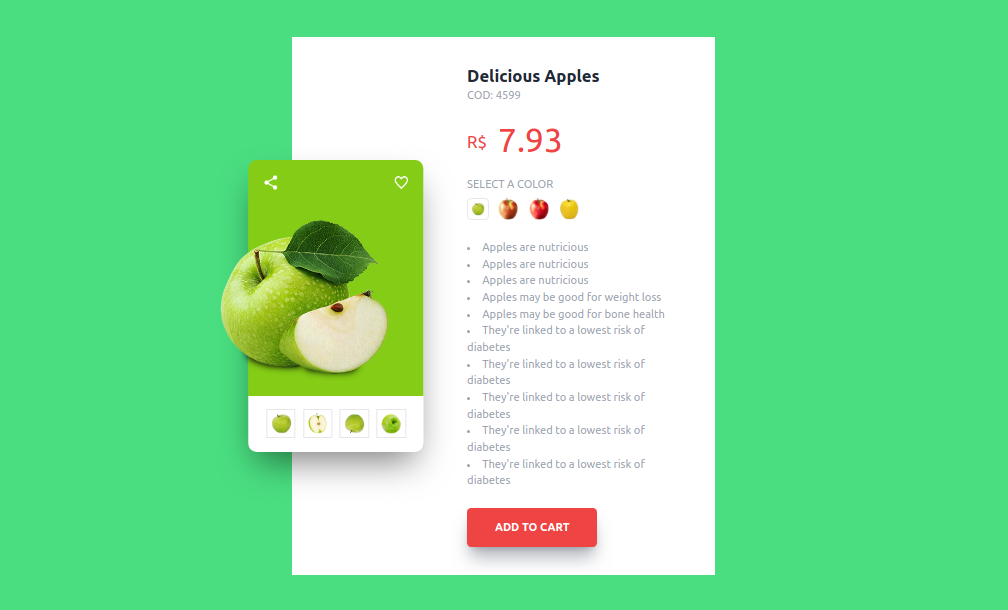 Delicious Apples
COD: 4599
R$ 7.93
SELECT A COLOR
• Apples are nutricious
• Apples are nutricious
• Apples are nutricious
• Apples may be good for weight loss
• Apples may be good for bone health
• They're linked to a lowest risk of
diabetes
• They're linked to a lowest risk of
diabetes
• They're linked to a lowest risk of
diabetes
• They're linked to a lowest risk of
diabetes
• They're linked to a lowest risk of
diabetes
ADD TO CART